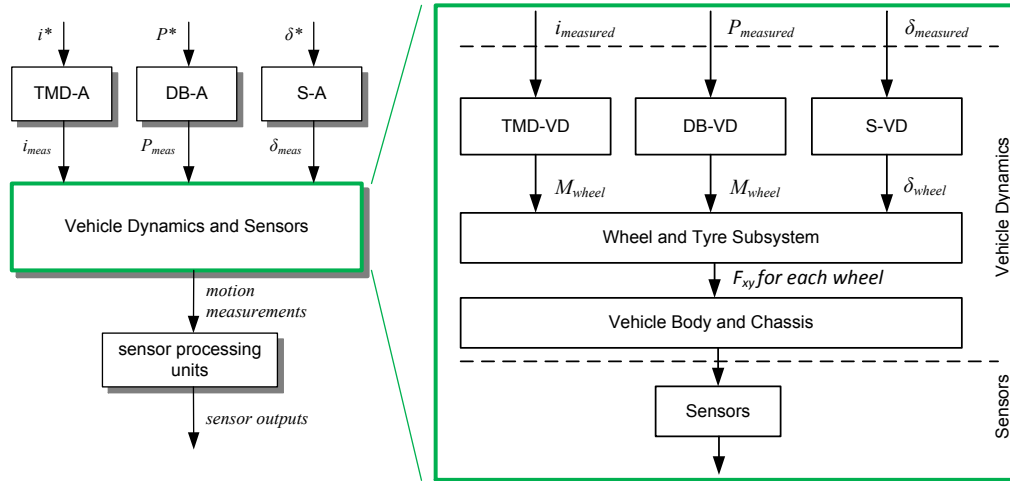 i*
P*
δ*
TMD-A
DB-A
S-A
i_meas
P_meas
δ_meas
Vehicle Dynamics and Sensors
motion
measurements
sensor processing
units
sensor outputs
i_measured
P_measured
δ_measured
TMD-VD
DB-VD
S-VD
M_wheel
M_wheel
δ_wheel
Wheel and Tyre Subsystem
F_xy for each wheel
Vehicle Body and Chassis
Sensors
Vehicle Dynamics
Sensors